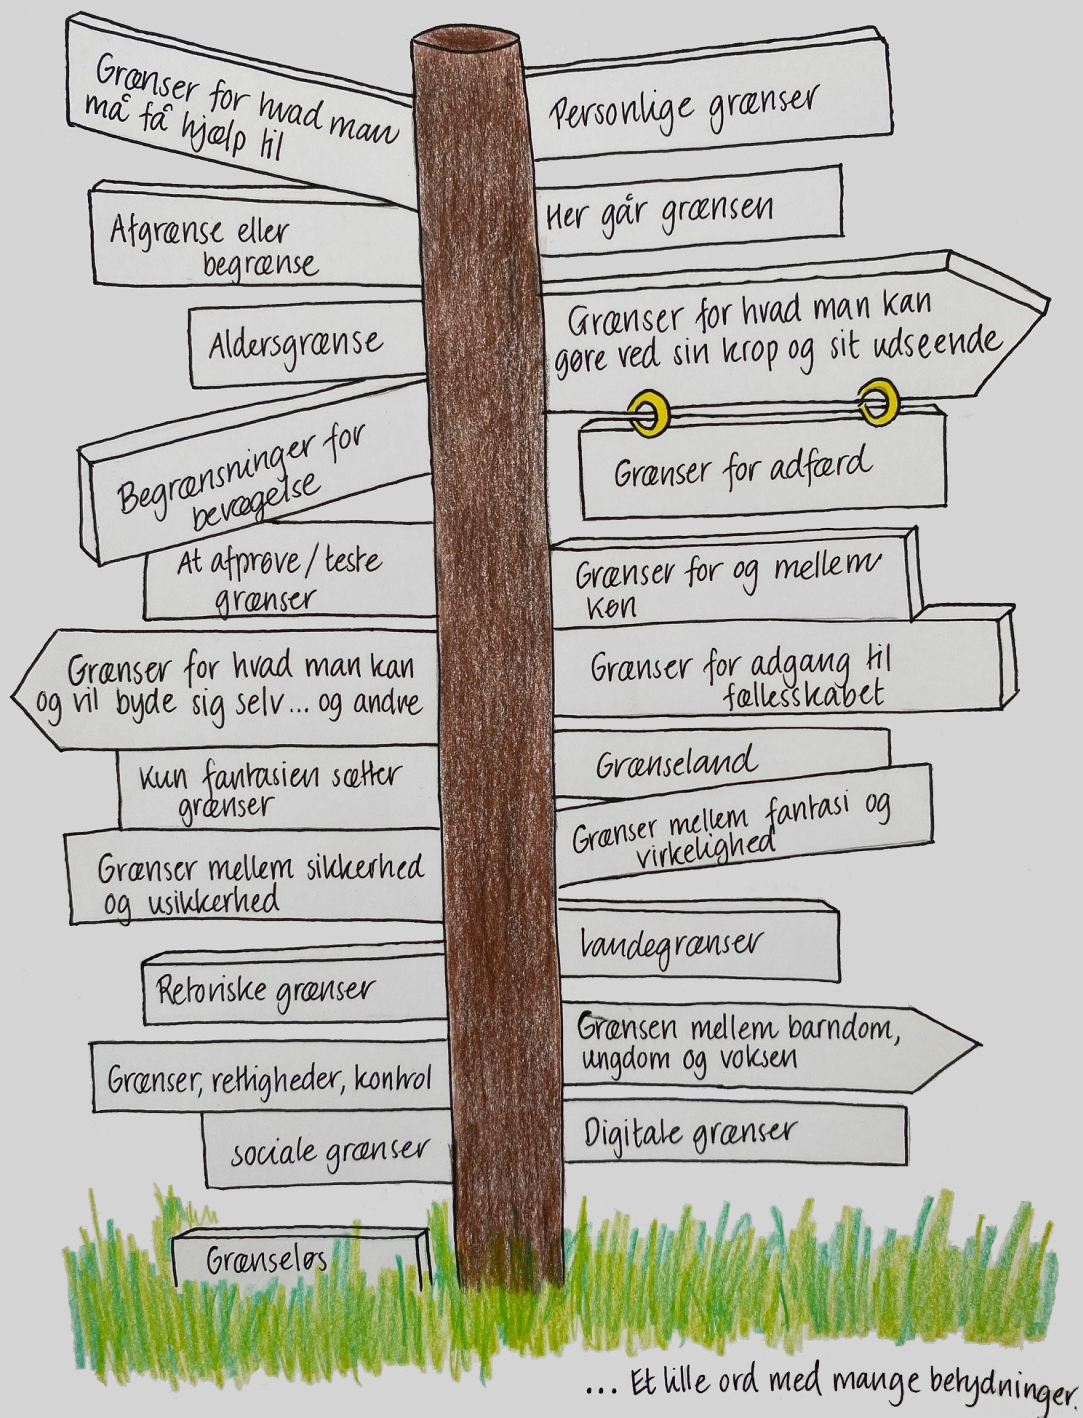 Grænser for hvad man
må få hjælp til
Afgrænse eller
begrænse
Aldersgrænse
Begrænsninger for
bevægelse
At afprøve/teste
grænser
Grænser for hvad man kan
og vil byde sig selv... og andre
Kun fantasien sætter
grænser
Grænser mellem sikkerhed
og usikkerhed
Retoriske grænser
Grænser, rettigheder, kontrol
sociale grænser
Grænseløs
Personlige grænser
Her går grænsen
Grænser for hvad man kan
gøre ved sin krop og sit udseende
Grænser for adfærd
Grænser for og mellem
køn
Grænser for adgang til
fællesskabet
Grænseland
Grænser mellem fantasi og
virkelighed
Landegrænser
Grænsen mellem barndom,
ungdom og voksen
Digitale grænser
... Et lille ord med mange betydninger.